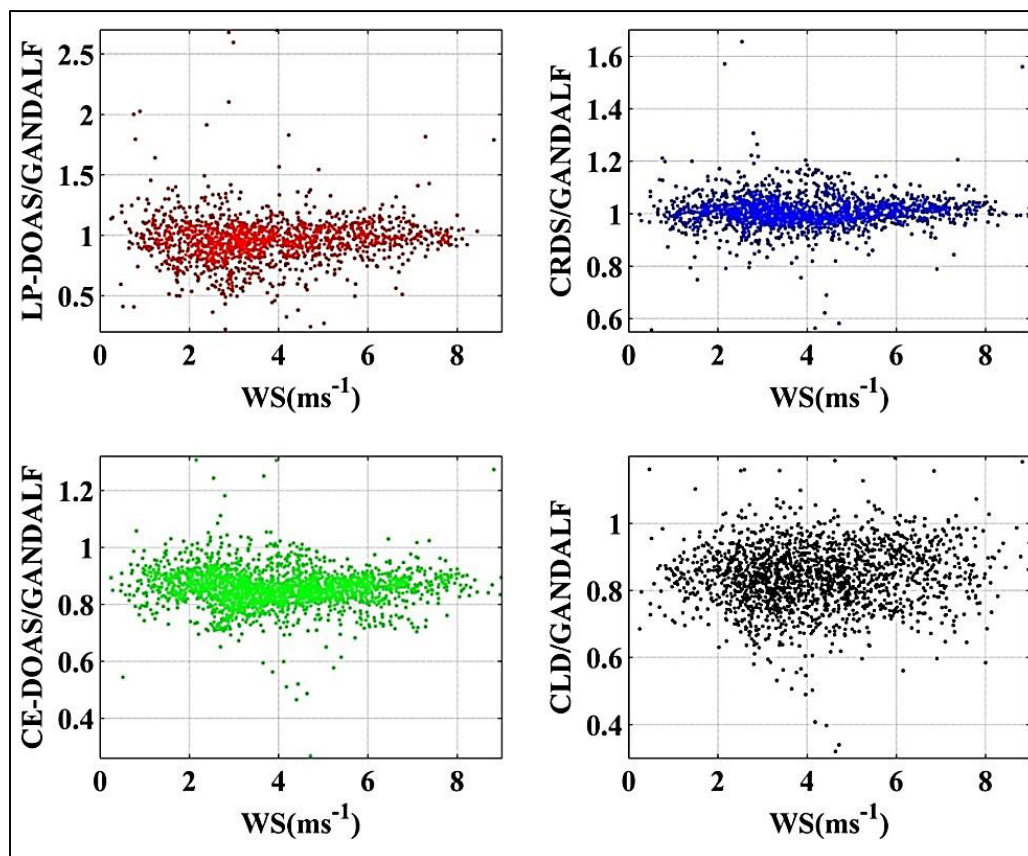 LP-DOAS/GANDALF
2.5
2
1.5
1
0.5
0 2 4 6 8
WS(ms⁻¹)
CRDS/GANDALF
1.6
1.4
1.2
1
0.8
0.6
0 2 4 6 8
WS(ms⁻¹)
CE-DOAS/GANDALF
1.2
1
0.8
0.6
0.4
0 2 4 6 8
WS(ms⁻¹)
CLD/GANDALF
1
0.8
0.6
0.4
0 2 4 6 8
WS(ms⁻¹)